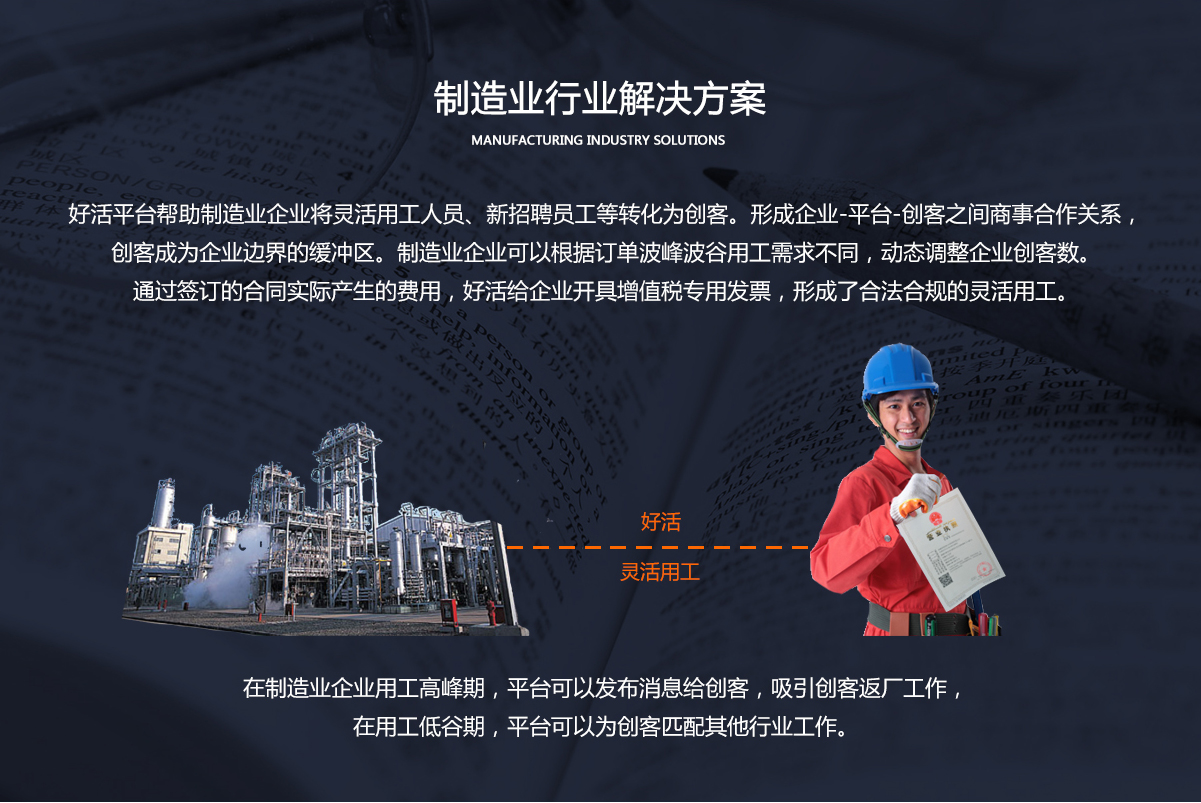 制造业行业解决方案
MANUFACTURING INDUSTRY SOLUTIONS
好活平台帮助制造业企业将灵活用工人员、新招聘员工等转化为创客。形成企业-平台-创客之间商事合作关系，
创客成为企业边界的缓冲区。制造业企业可以根据订单波峰波谷用工需求不同，动态调整企业创客数。
通过签订的合同实际产生的费用，好活给企业开具增值税专用发票，形成了合法合规的灵活用工。
好活
灵活用工
营业执照
在制造业企业用工高峰期，平台可以发布消息给创客，吸引创客返厂工作，
在用工低谷期，平台可以为创客匹配其他行业工作。